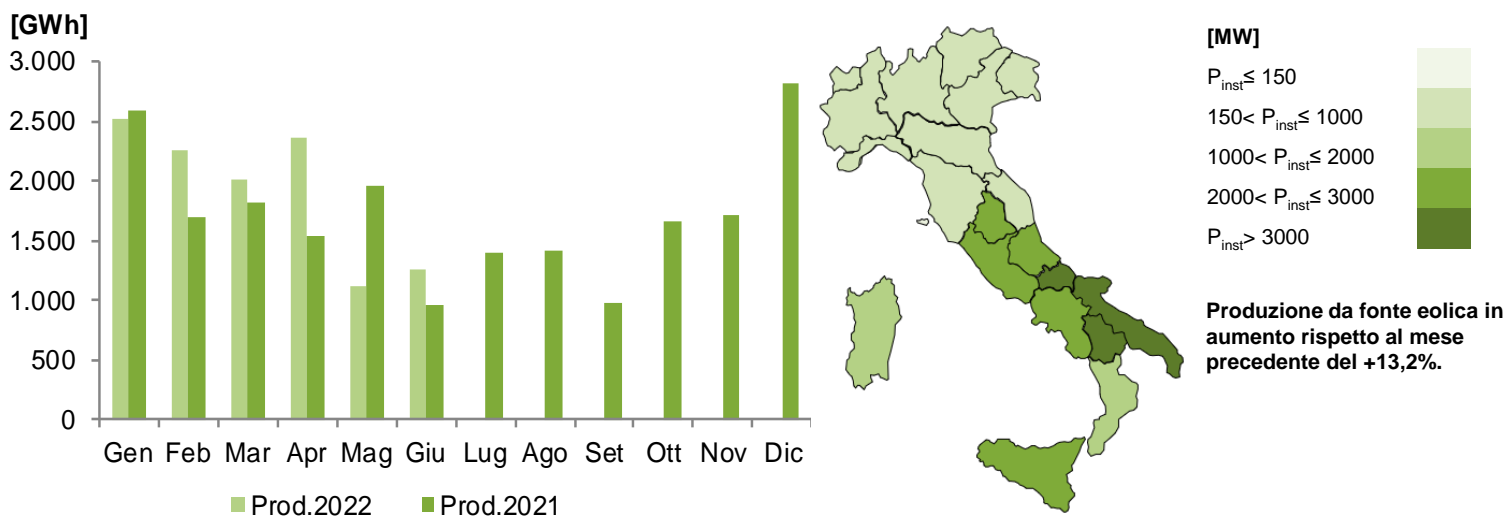 [GWh]
3.000
2.500
2.000
1.500
1.000
500
0
Gen Feb Mar Apr Mag Giu Lug Ago Set Ott Nov Dic
Prod.2022 Prod.2021
[MW]
Pinst≤ 150
150< Pinst≤ 1000
1000< Pinst≤ 2000
2000< Pinst≤ 3000
Pinst> 3000
Produzione da fonte eolica in
aumento rispetto al mese
precedente del +13,2%.